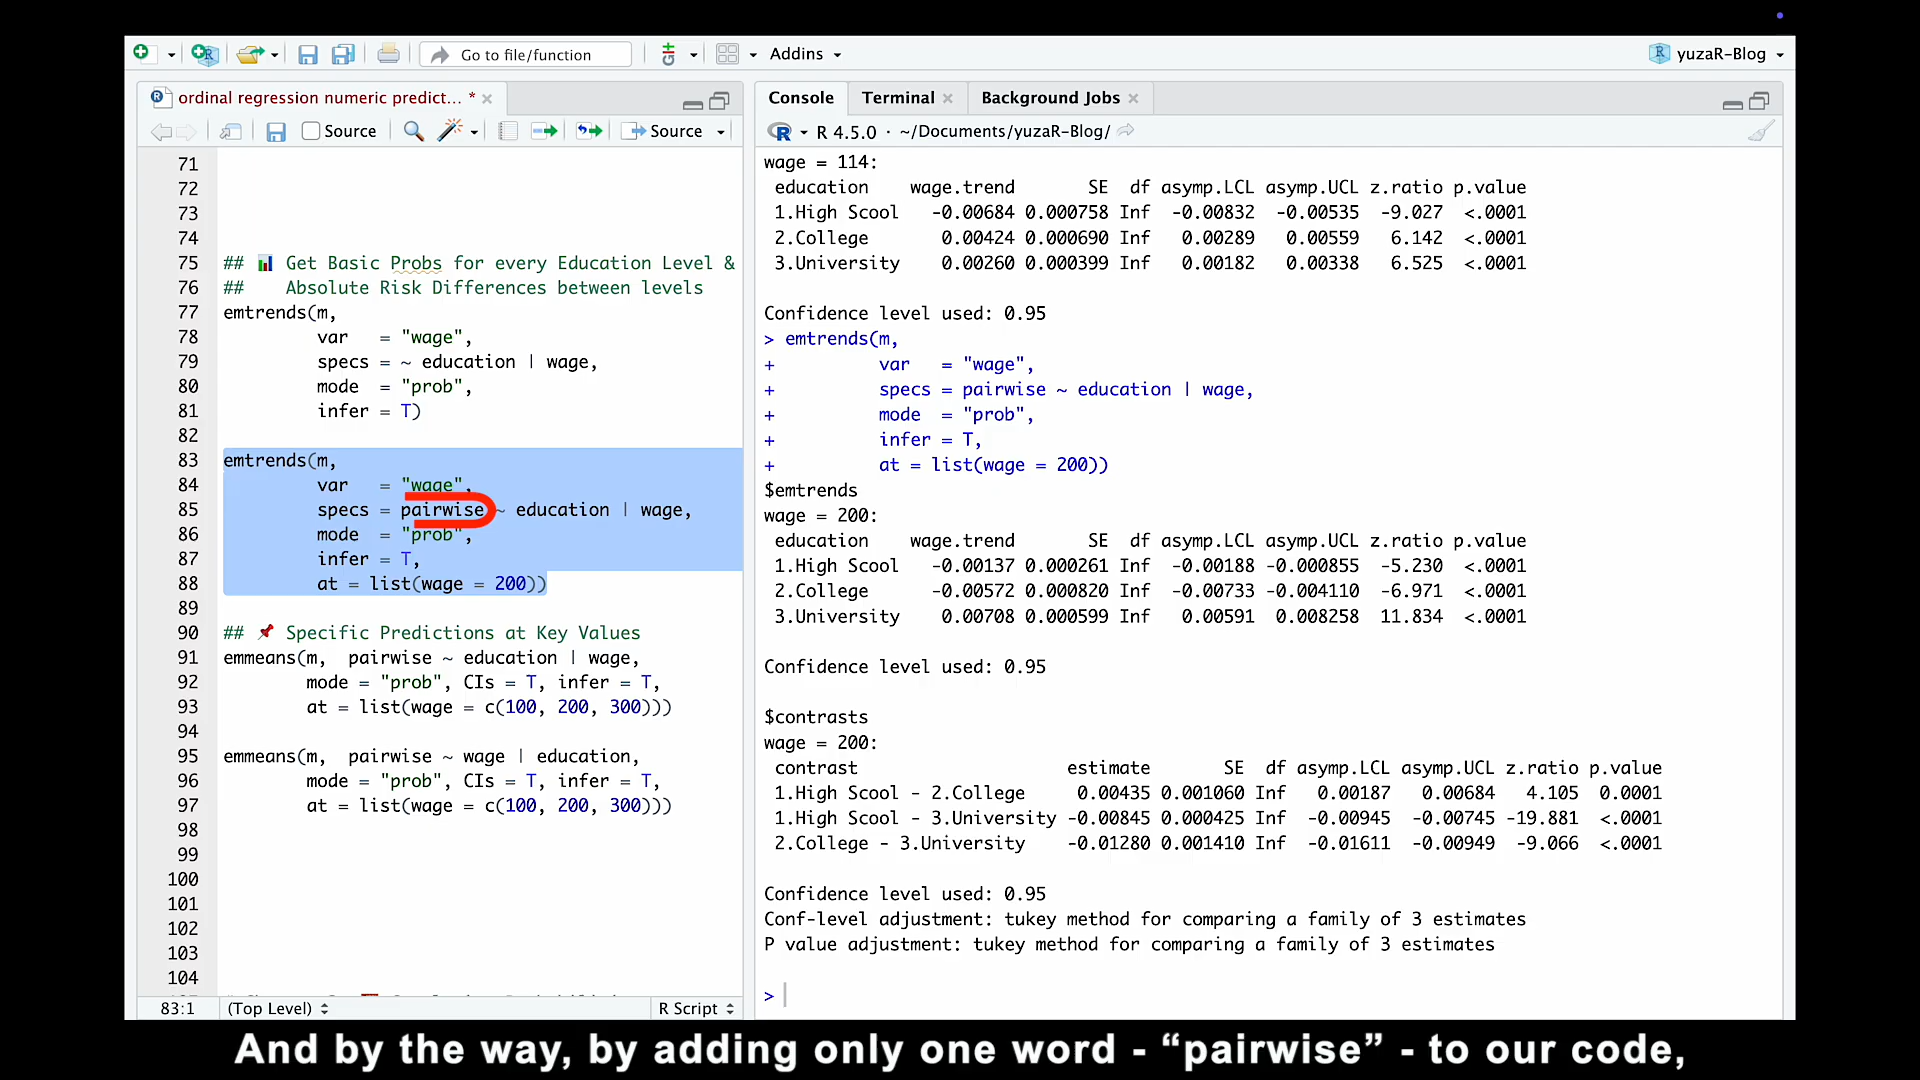 Go to file/function
Addins
yuzaR-Blog
ordinal regression numeric predict... *
Source
Source
71
72
73
74
75 ## 📊 Get Basic Probs for every Education Level &
76 ##    Absolute Risk Differences between levels
77 emtrends(m,
78          var   = "wage",
79          specs = ~ education | wage,
80          mode  = "prob",
81          infer = T)
82
83 emtrends(m,
84          var   = "wage",
85          specs = pairwise ~ education | wage,
86          mode  = "prob",
87          infer = T,
88          at = list(wage = 200))
89
90 ## 📌 Specific Predictions at Key Values
91 emmeans(m,  pairwise ~ education | wage,
92         mode = "prob", CIs = T, infer = T,
93         at = list(wage = c(100, 200, 300)))
94
95 emmeans(m,  pairwise ~ wage | education,
96         mode = "prob", CIs = T, infer = T,
97         at = list(wage = c(100, 200, 300)))
98
99
100
101
102
103
104
83:1 (Top Level) R Script
Console Terminal Background Jobs
R 4.5.0 · ~/Documents/yuzaR-Blog/
wage = 114:
 education    wage.trend       SE  df asymp.LCL asymp.UCL z.ratio p.value
 1.High Scool   -0.00684 0.000758 Inf  -0.00832  -0.00535  -9.027  <.0001
 2.College       0.00424 0.000690 Inf   0.00289   0.00559   6.142  <.0001
 3.University    0.00260 0.000399 Inf   0.00182   0.00338   6.525  <.0001
Confidence level used: 0.95
> emtrends(m,
+          var   = "wage",
+          specs = pairwise ~ education | wage,
+          mode  = "prob",
+          infer = T,
+          at = list(wage = 200))
$emtrends
wage = 200:
 education    wage.trend       SE  df asymp.LCL asymp.UCL z.ratio p.value
 1.High Scool   -0.00137 0.000261 Inf  -0.00188 -0.000855  -5.230  <.0001
 2.College      -0.00572 0.000820 Inf  -0.00733 -0.004110  -6.971  <.0001
 3.University    0.00708 0.000599 Inf   0.00591  0.008258  11.834  <.0001
Confidence level used: 0.95
$contrasts
wage = 200:
 contrast                    estimate       SE  df asymp.LCL asymp.UCL z.ratio p.value
 1.High Scool - 2.College     0.00435 0.001060 Inf   0.00187   0.00684   4.105  0.0001
 1.High Scool - 3.University -0.00845 0.000425 Inf  -0.00945  -0.00745 -19.881  <.0001
 2.College - 3.University    -0.01280 0.001410 Inf  -0.01611  -0.00949  -9.066  <.0001
Confidence level used: 0.95
Conf-level adjustment: tukey method for comparing a family of 3 estimates
P value adjustment: tukey method for comparing a family of 3 estimates
>
And by the way, by adding only one word - “pairwise” - to our code,